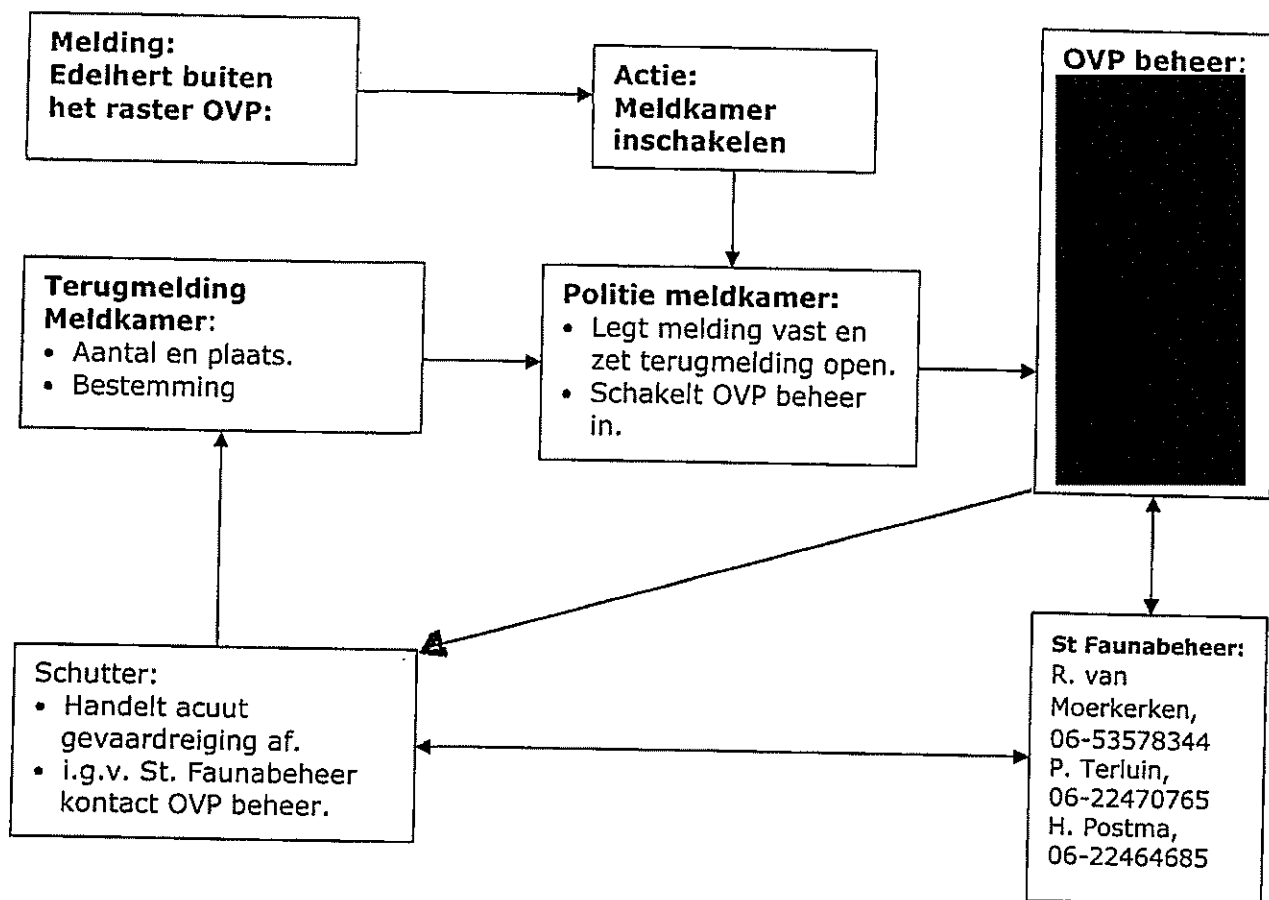 Melding:
Edelhert buiten
het raster OVP:
Actie:
Meldkamer
inschakelen
OVP beheer:
Terugmelding
Meldkamer:
• Aantal en plaats.
• Bestemming
Politie meldkamer:
• Legt melding vast en
zet terugmelding open.
• Schakelt OVP beheer
in.
Schutter:
• Handelt acuut
gevaardreiging af.
• i.g.v. St. Faunabeheer
kontact OVP beheer.
St Faunabeheer:
R. van
Moerkerken,
06-53578344
P. Terluin,
06-22470765
H. Postma,
06-22464685